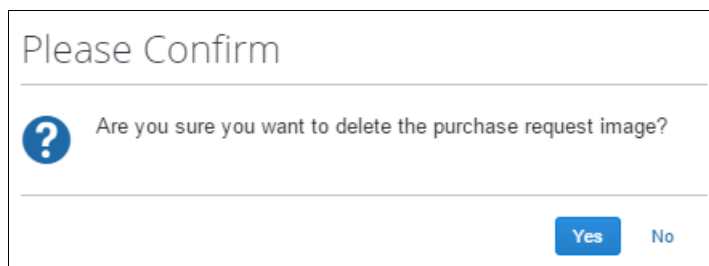 Please Confirm
Are you sure you want to delete the purchase request image?
Yes No